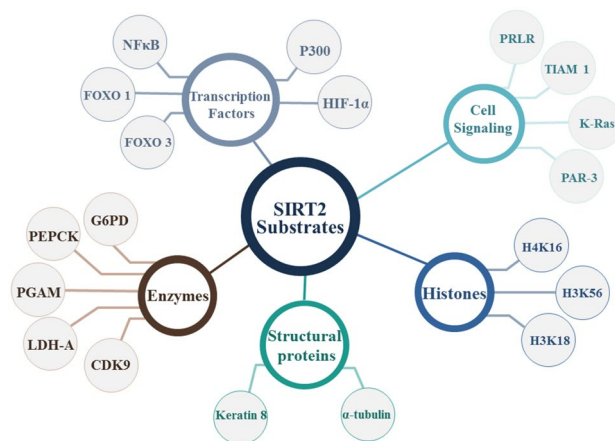 SIRT2
Substrates
Transcription
Factors
NFκB
P300
FOXO 1
HIF-1α
FOXO 3
Cell
Signaling
PRLR
TIAM 1
K-Ras
PAR-3
Enzymes
G6PD
PEPCK
PGAM
LDH-A
CDK9
Structural
proteins
Keratin 8
α-tubulin
Histones
H4K16
H3K56
H3K18